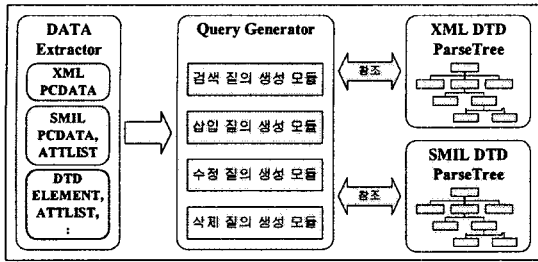 DATA
Extractor
XML
PCDATA
SMIL
PCDATA,
ATTLIST
DTD
ELEMENT,
ATTLIST,
:
Query Generator
검색 질의 생성 모듈
삽입 질의 생성 모듈
수정 질의 생성 모듈
삭제 질의 생성 모듈
참조
참조
XML DTD
ParseTree
SMIL DTD
ParseTree